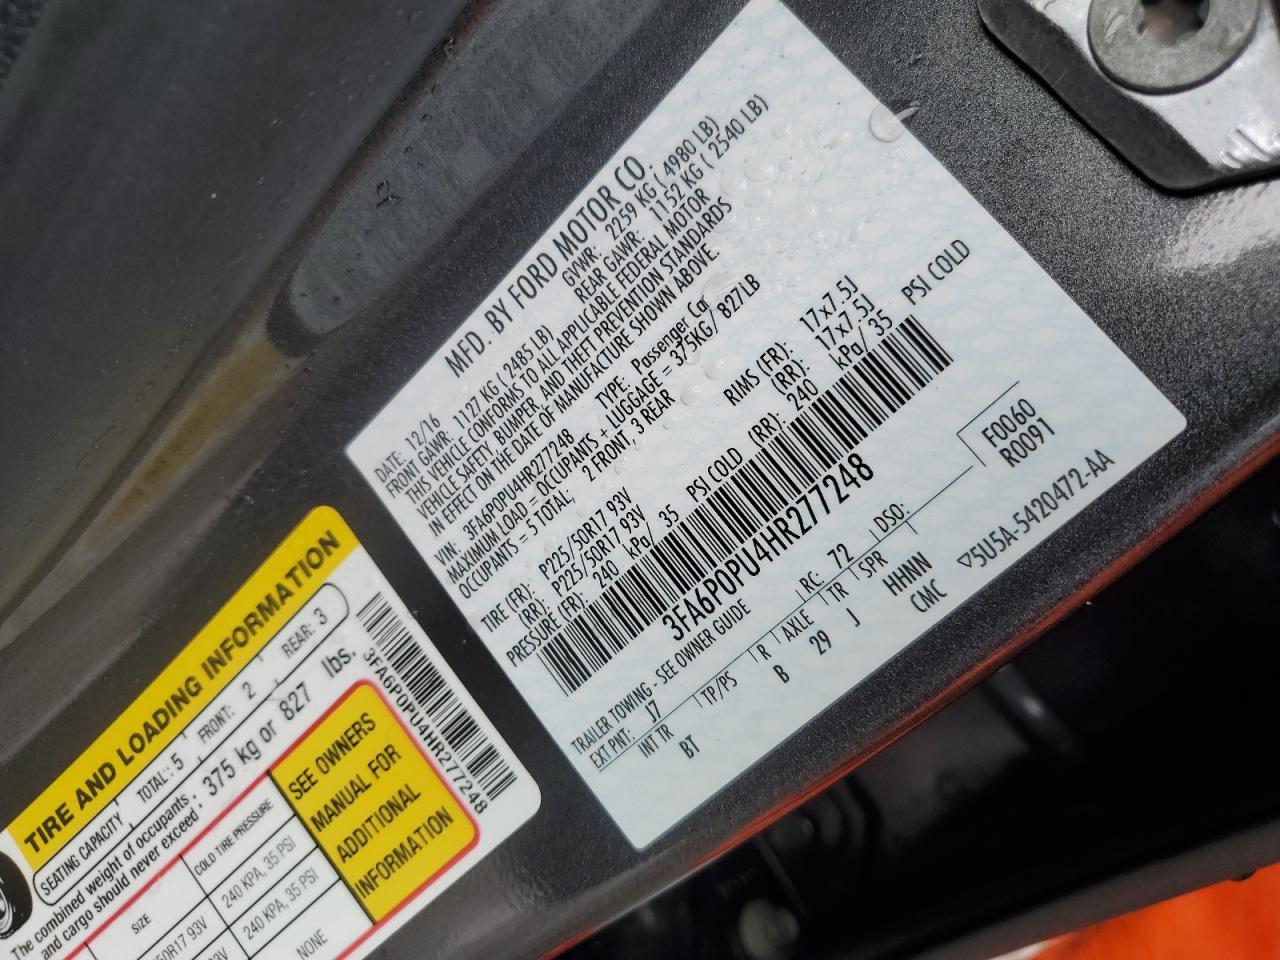 MFD. BY FORD MOTOR CO.
DATE: 12/16 GVWR: 2259 KG ( 4980 LB)
FRONT GAWR: 1127 KG ( 2485 LB) REAR GAWR: 1152 KG ( 2540 LB)
THIS VEHICLE CONFORMS TO ALL APPLICABLE FEDERAL MOTOR
VEHICLE SAFETY, BUMPER, AND THEFT PREVENTION STANDARDS
IN EFFECT ON THE DATE OF MANUFACTURE SHOWN ABOVE.
VIN: 3FA6P0PU4HR277248 TYPE: Passenger Car
MAXIMUM LOAD = OCCUPANTS + LUGGAGE = 375KG/ 827LB
OCCUPANTS = 5 TOTAL: 2 FRONT, 3 REAR
TIRE (FR): P225/50R17 93V RIMS (FR): 17x7.5J
(RR): P225/50R17 93V (RR): 17x7.5J
PRESSURE (FR): 240 kPa/ 35 PSI COLD (RR): 240 kPa/ 35 PSI COLD
3FA6P0PU4HR277248
TRAILER TOWING - SEE OWNER GUIDE
EXT PNT: J7 RC: 72 DSO: F0060
INT TR TP/PS R AXLE TR SPR R0091
BT B 29 J HHNN
CMC ▽5U5A-5420472-AA
TIRE AND LOADING INFORMATION
SEATING CAPACITY TOTAL: 5 FRONT: 2 REAR: 3
The combined weight of occupants
and cargo should never exceed : 375 kg or 827 lbs.
3FA6P0PU4HR277248
SIZE COLD TIRE PRESSURE
50R17 93V 240 KPA, 35 PSI
93V 240 KPA, 35 PSI
NONE
SEE OWNERS
MANUAL FOR
ADDITIONAL
INFORMATION